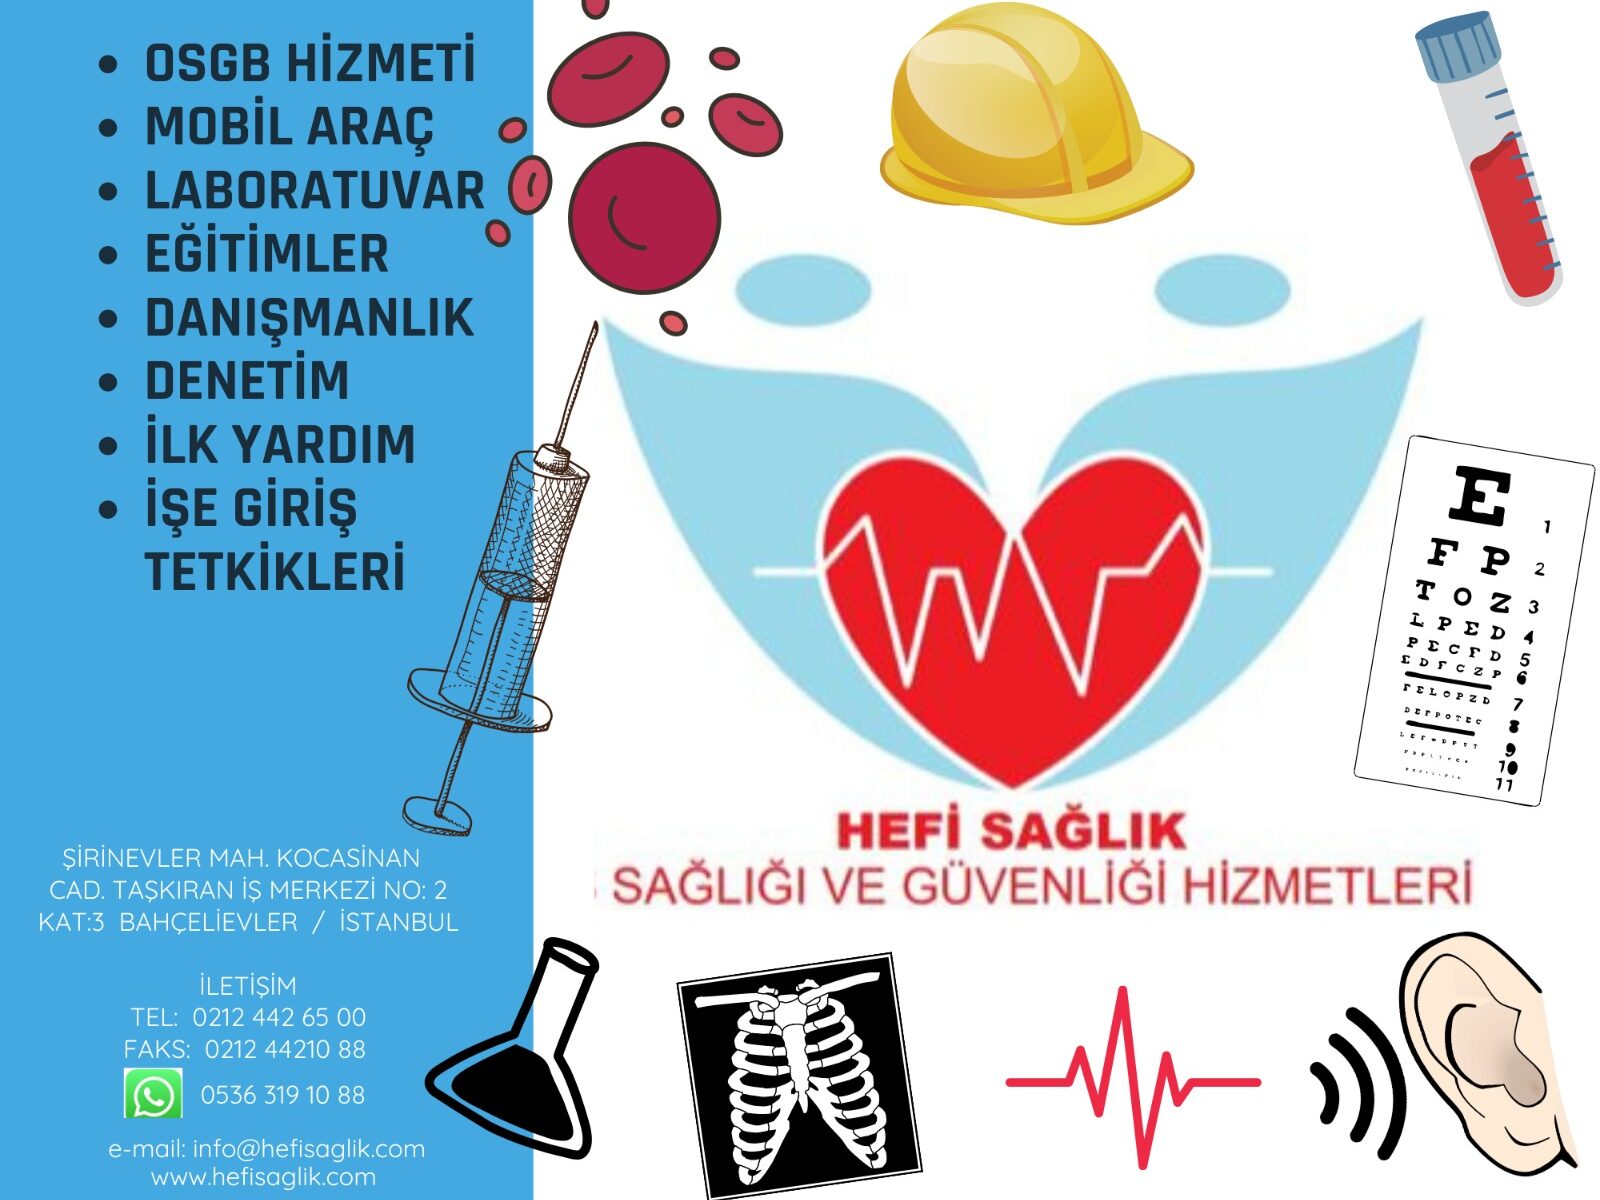 OSGB HİZMETİ
MOBİL ARAÇ
LABORATUVAR
EĞİTİMLER
DANIŞMANLIK
DENETİM
İLK YARDIM
İŞE GİRİŞ
TETKİKLERİ
ŞİRİNEVLER MAH. KOCASİNAN
CAD. TAŞKIRAN İŞ MERKEZİ NO: 2
KAT:3 BAHÇELİEVLER / İSTANBUL
İLETİŞİM
TEL: 0212 442 65 00
FAKS: 0212 44210 88
0536 319 10 88
e-mail: info@hefisaglik.com
www.hefisaglik.com
HEFİ SAĞLIK
SAĞLIĞI VE GÜVENLİĞİ HİZMETLERİ
E 1
F P 2
T O Z 3
L P E D 4
P E C F D 5
E D F C Z P 6
F E L O P Z D 7
D E F P O T E C 8
9
10
11